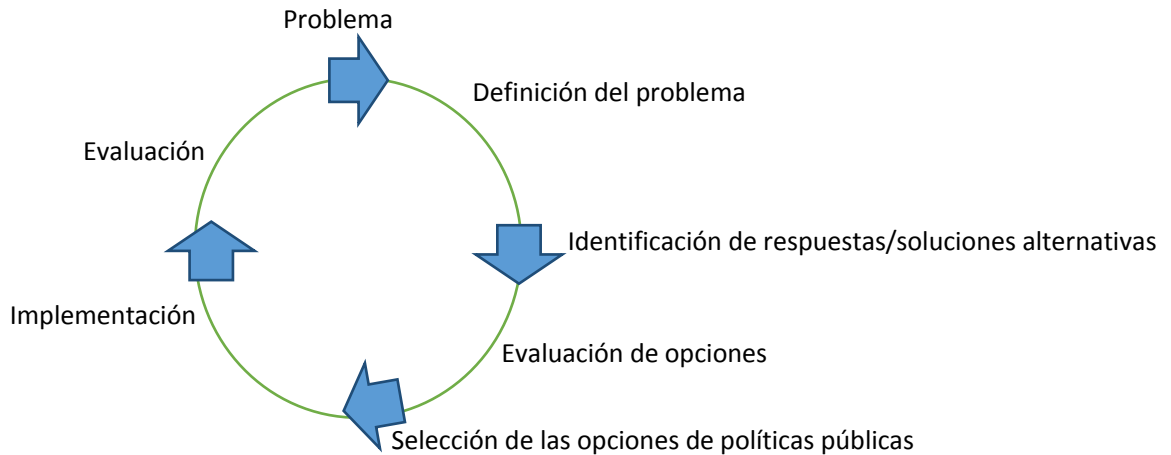 Problema
Definición del problema
Identificación de respuestas/soluciones alternativas
Evaluación de opciones
Selección de las opciones de políticas públicas
Implementación
Evaluación